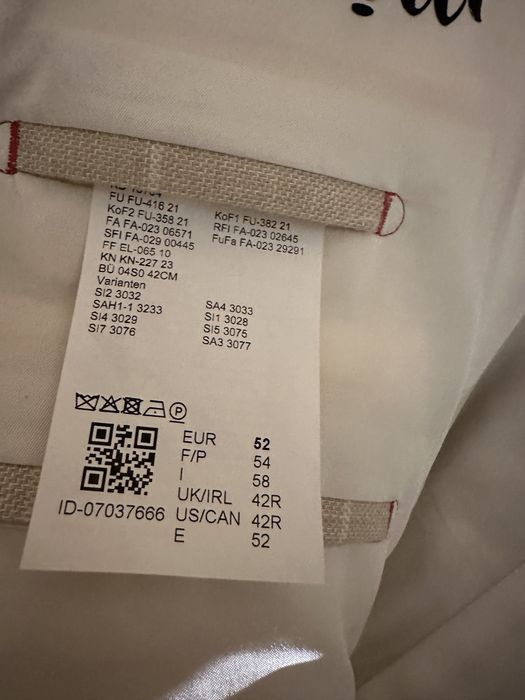 FU FU-416 21
KoF2 FU-358 21 KoF1 FU-382 21
FA FA-023 06571 RFI FA-023 02645
SFI FA-029 00445 FuFa FA-023 29291
FF EL-065 10
KN KN-227 23
BÜ 04S0 42CM
Varianten
SI2 3032 SA4 3033
SAH1-1 3233 SI1 3028
SI4 3029 SI5 3075
SI7 3076 SA3 3077
P
EUR 52
F/P 54
I 58
UK/IRL 42R
ID-07037666 US/CAN 42R
E 52